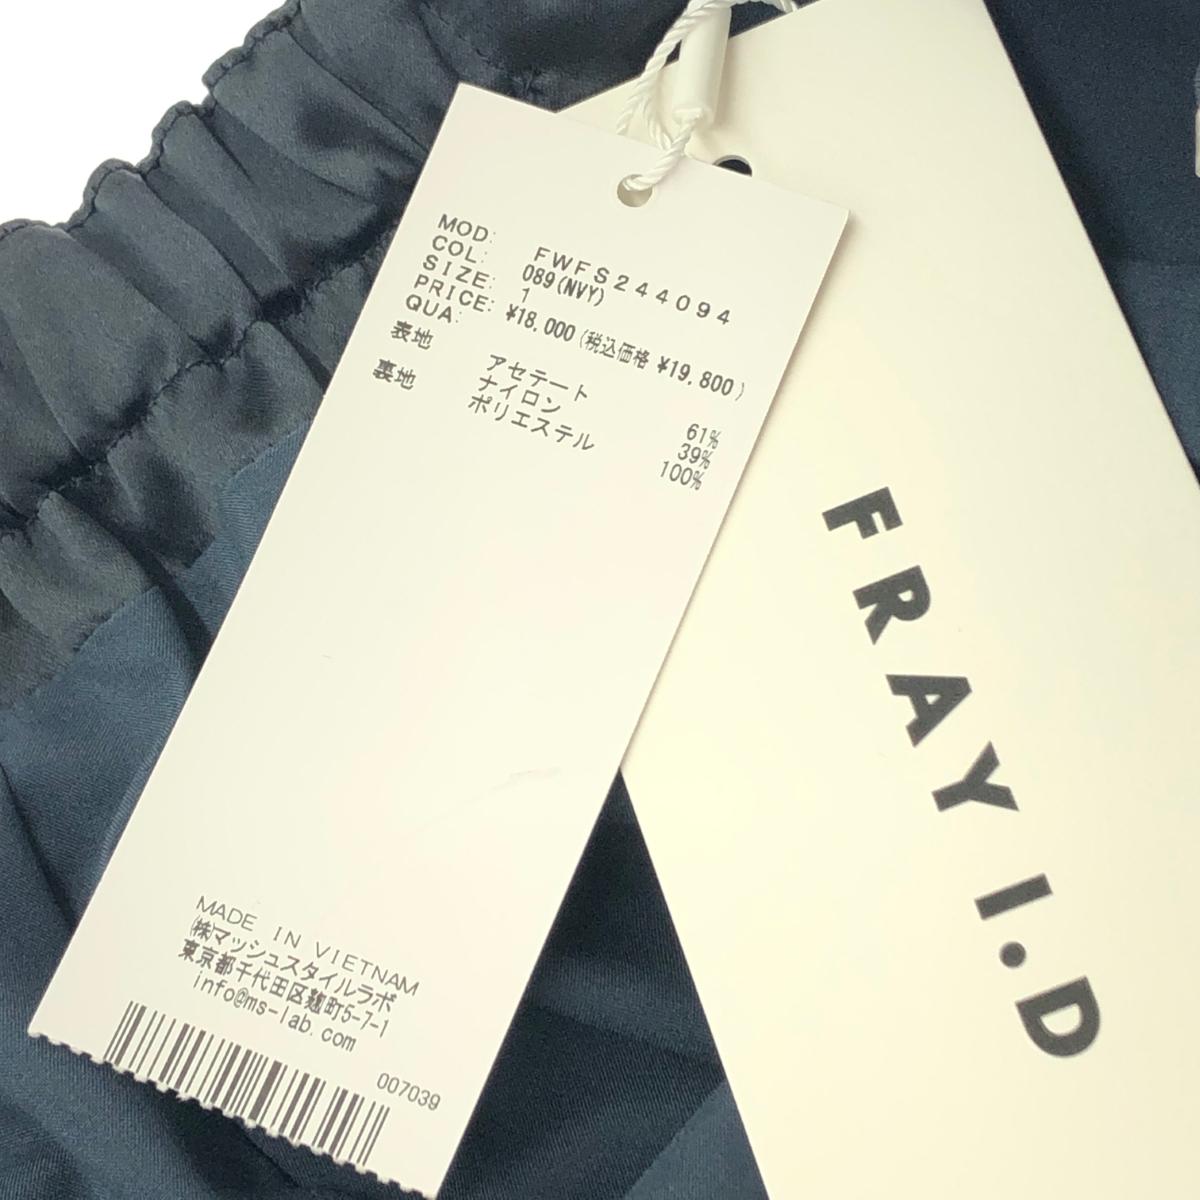 MOD: FWFS244094
COL: 089(NVY)
SIZE: 1
PRICE: ¥18,000(税込価格 ¥19,800)
QUA:
表地 アセテート 61%
ナイロン 39%
裏地 ポリエステル 100%
MADE IN VIETNAM
(株)マッシュスタイルラボ
東京都千代田区麹町5-7-1
info@ms-lab.com
007039
FRAY I.D